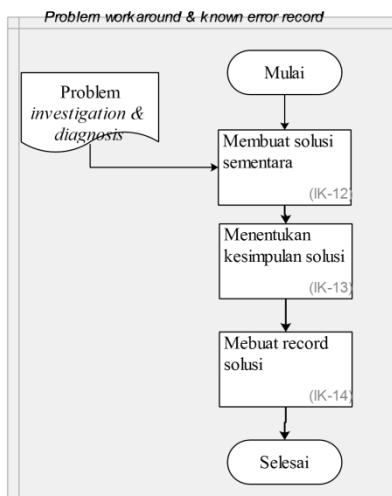 Problem workaround & known error record
Mulai
Problem
investigation &
diagnosis
Membuat solusi
sementara
(IK-12)
Menentukan
kesimpulan solusi
(IK-13)
Mebuat record
solusi
(IK-14)
Selesai